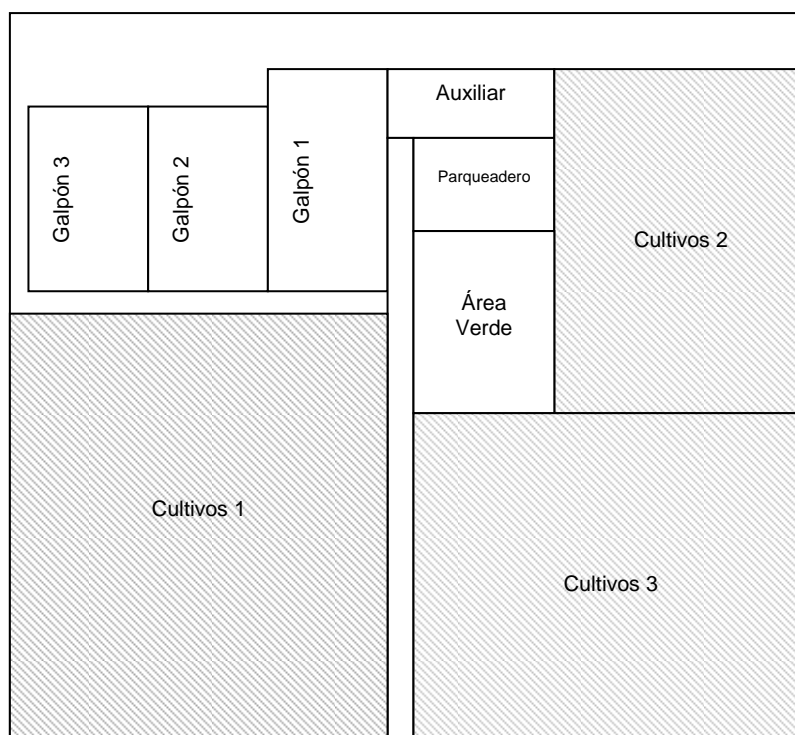 Auxiliar
Galpón 3
Galpón 2
Galpón 1
Parqueadero
Cultivos 2
Área
Verde
Cultivos 1
Cultivos 3